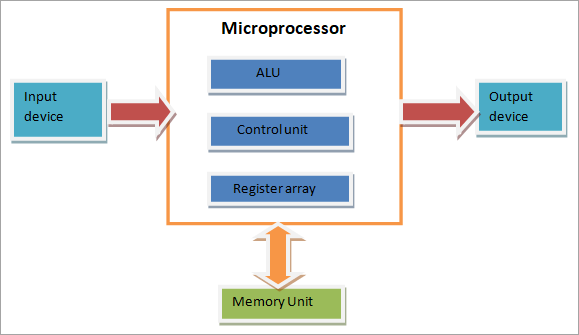 Microprocessor
ALU
Input
device
Control unit
Output
device
Register array
Memory Unit